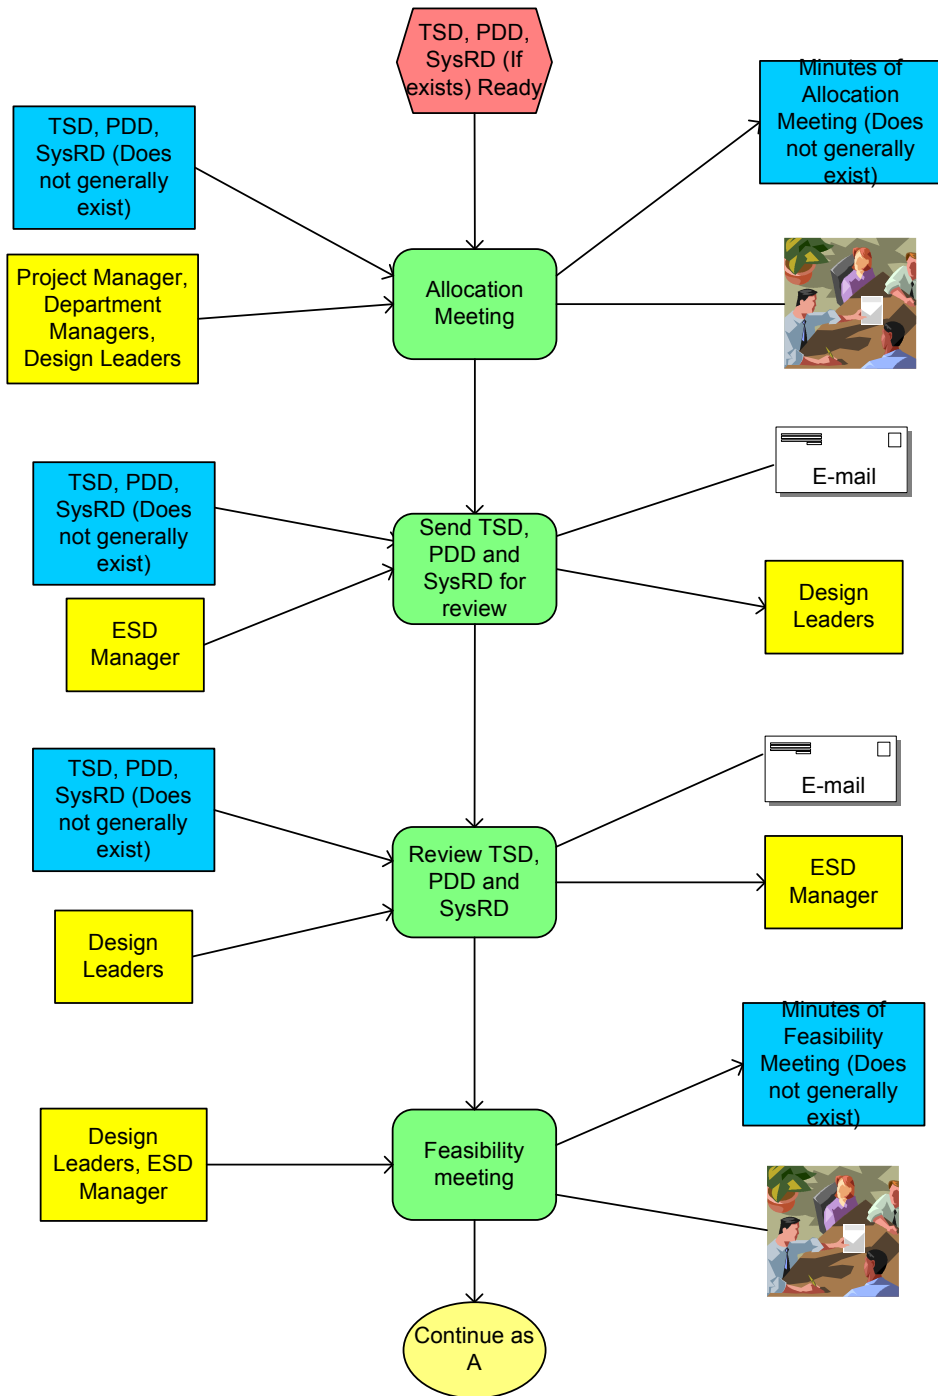 TSD, PDD,
SysRD (If
exists) Ready
Minutes of
Allocation
Meeting (Does
not generally
exist)
TSD, PDD,
SysRD (Does
not generally
exist)
Project Manager,
Department
Managers,
Design Leaders
Allocation
Meeting
E-mail
TSD, PDD,
SysRD (Does
not generally
exist)
Send TSD,
PDD and
SysRD for
review
Design
Leaders
ESD
Manager
E-mail
TSD, PDD,
SysRD (Does
not generally
exist)
Review TSD,
PDD and
SysRD
ESD
Manager
Design
Leaders
Minutes of
Feasibility
Meeting (Does
not generally
exist)
Design
Leaders, ESD
Manager
Feasibility
meeting
Continue as
A